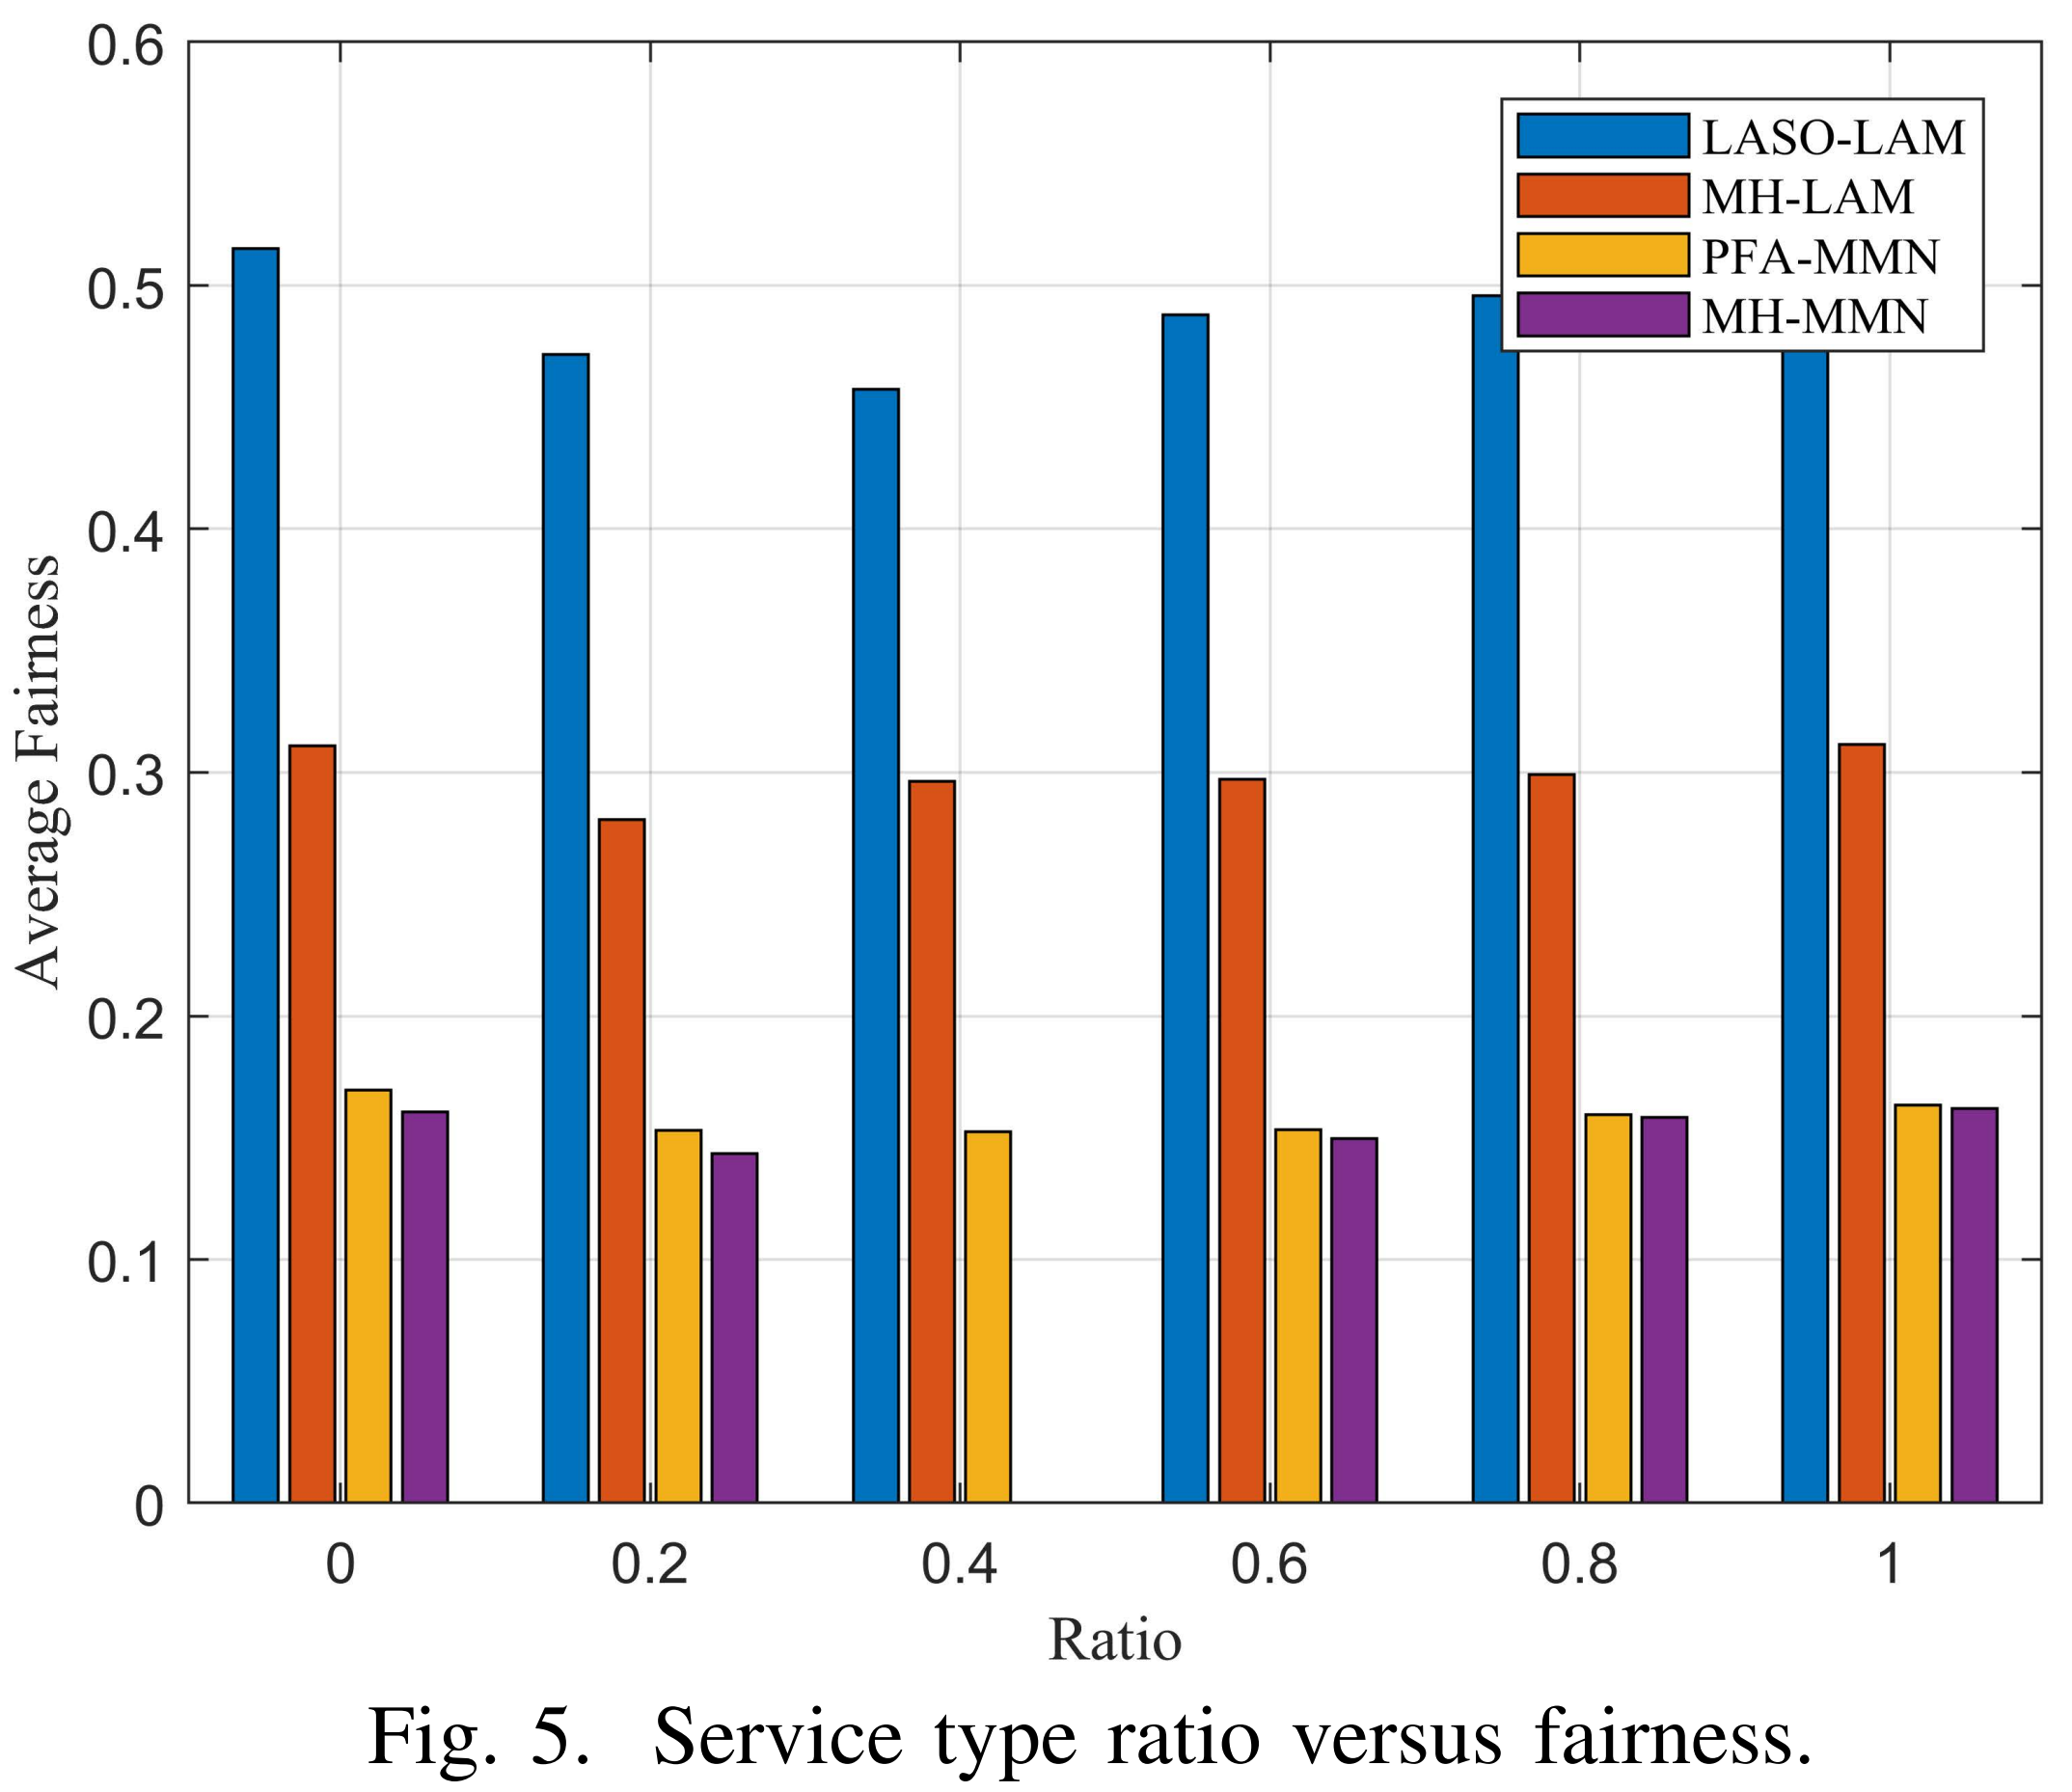 0.6
0.5
0.4
0.3
0.2
0.1
0
Average Fairness
LASO-LAM
MH-LAM
PFA-MMN
MH-MMN
0 0.2 0.4 0.6 0.8 1
Ratio
Fig. 5. Service type ratio versus fairness.